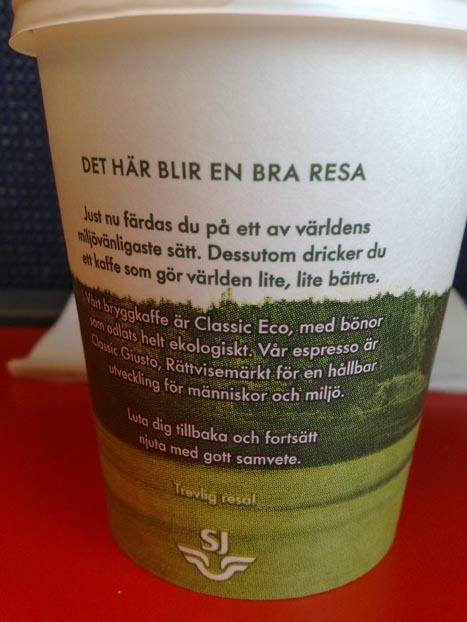 DET HÄR BLIR EN BRA RESA
Just nu färdas du på ett av världens
miljövänligaste sätt. Dessutom dricker du
ett kaffe som gör världen lite, lite bättre.
Vårt bryggkaffe är Classic Eco, med bönor
som odlats helt ekologiskt. Vår espresso är
Classic Giusto, Rättvisemärkt för en hållbar
utveckling för människor och miljö.
Luta dig tillbaka och fortsätt
njuta med gott samvete.
Trevlig resa!
SJ